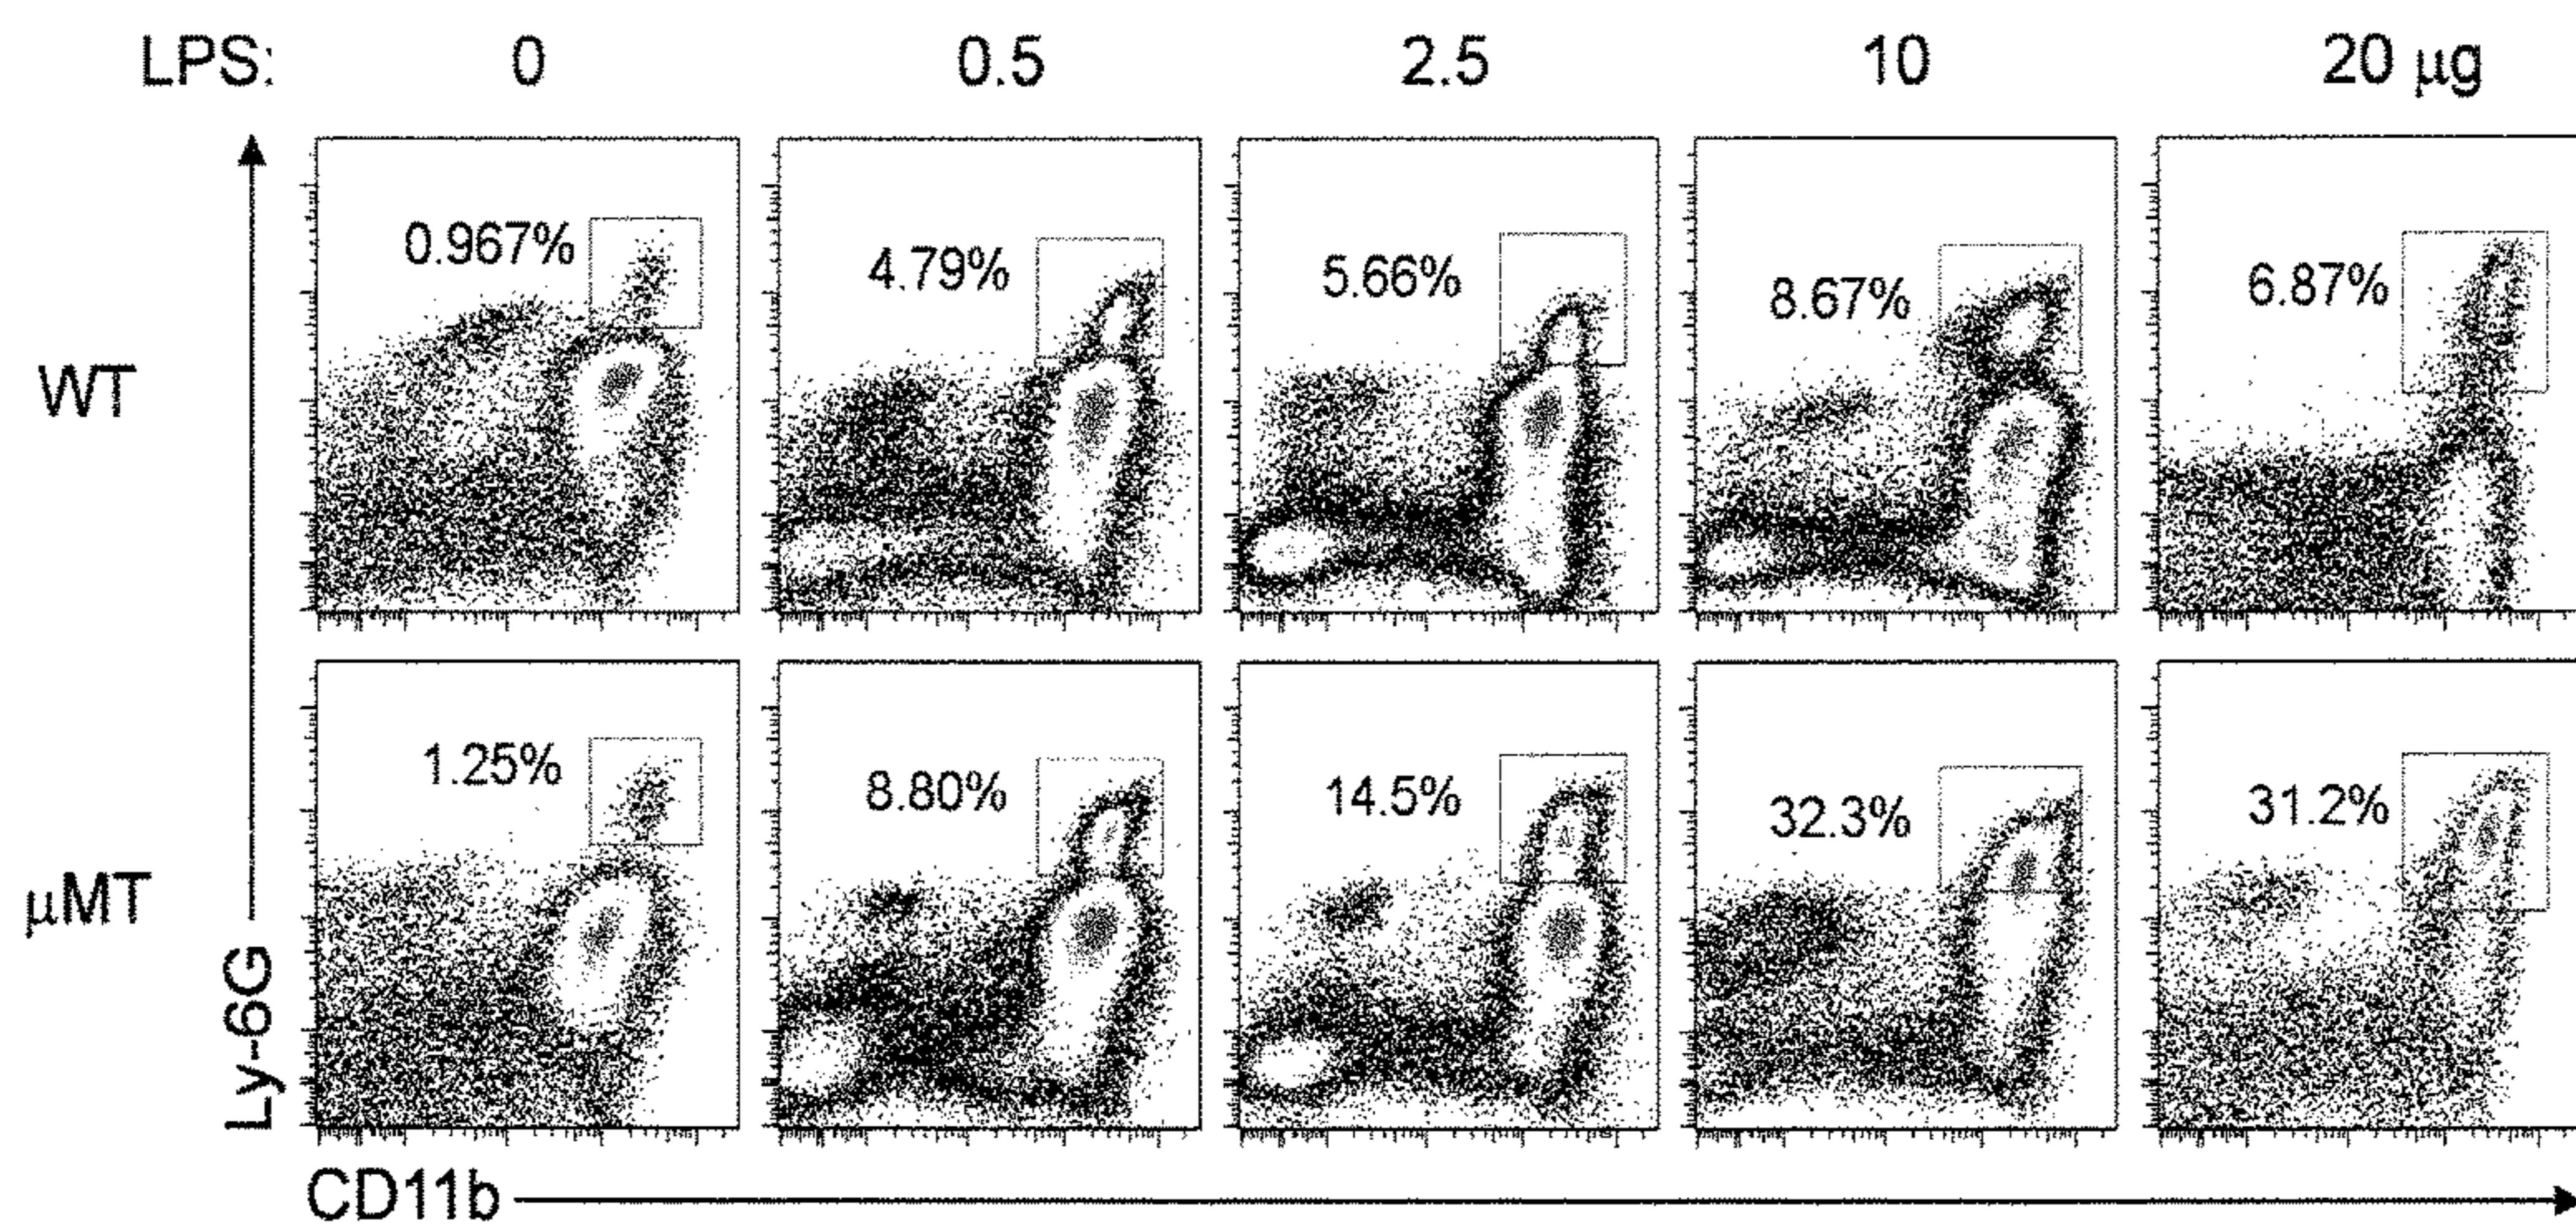 LPS: 0 0.5 2.5 10 20 μg
WT
0.967% 4.79% 5.66% 8.67% 6.87%
μMT
1.25% 8.80% 14.5% 32.3% 31.2%
Ly-6G
CD11b